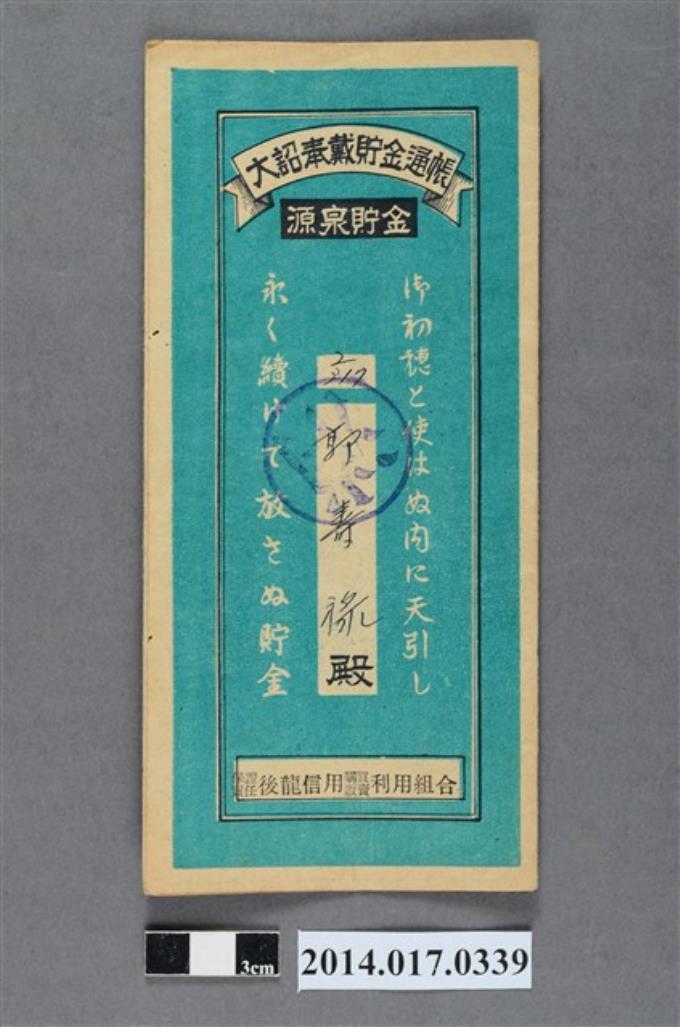 大詔奉戴貯金通帳
源泉貯金
御初穂と使はぬ内に天引し
郭壽祿殿
永く續けて放さぬ貯金
保證責任後龍信用購買販賣利用組合
3cm
2014.017.0339